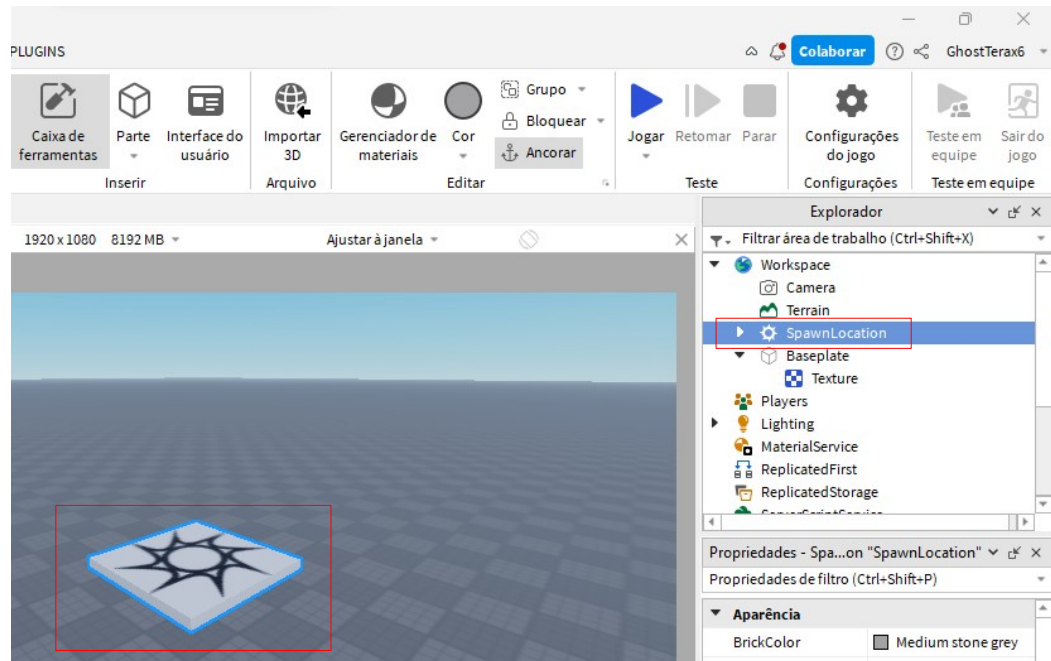 PLUGINS
Colaborar
GhostTerax6
Caixa de
ferramentas
Parte
Interface do
usuário
Inserir
Importar
3D
Arquivo
Gerenciador de
materiais
Cor
Grupo
Bloquear
Ancorar
Editar
Jogar
Retomar
Parar
Teste
Configurações
do jogo
Configurações
Teste em
equipe
Sair do
jogo
Teste em equipe
Explorador
1920 x 1080
8192 MB
Ajustar à janela
Filtrar área de trabalho (Ctrl+Shift+X)
Workspace
Camera
Terrain
SpawnLocation
Baseplate
Texture
Players
Lighting
MaterialService
ReplicatedFirst
ReplicatedStorage
Propriedades - Spa...on "SpawnLocation"
Propriedades de filtro (Ctrl+Shift+P)
Aparência
BrickColor
Medium stone grey